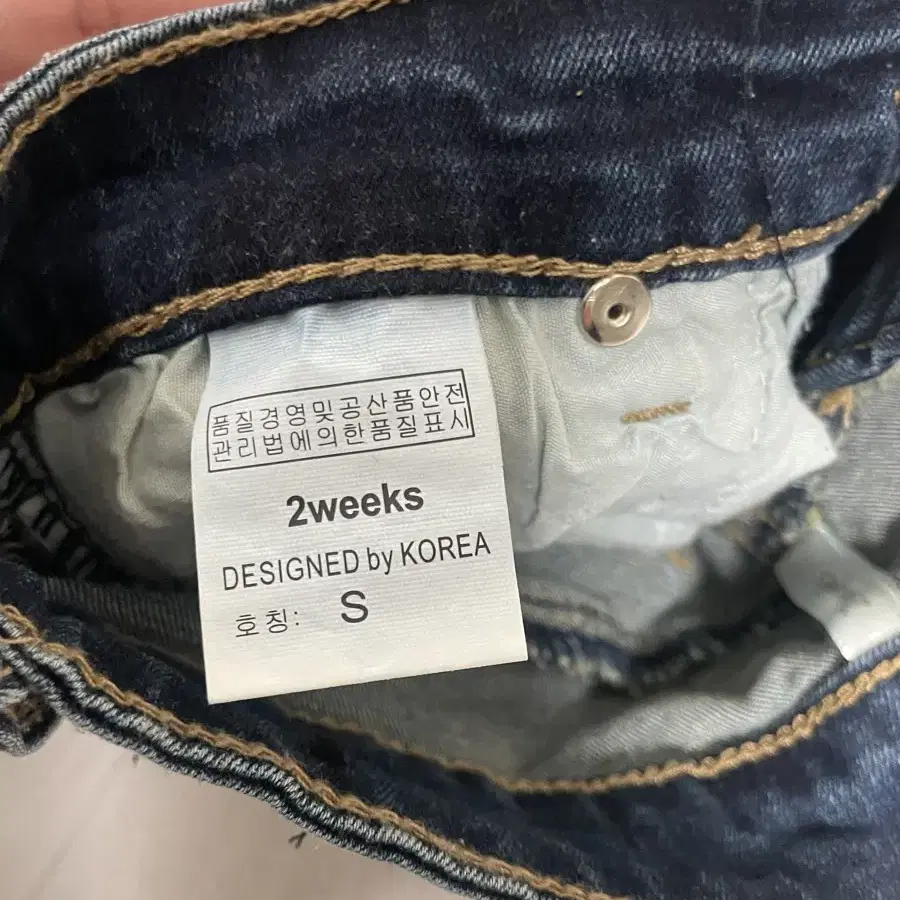 품질경영및공산품안전
관리법에의한품질표시
2weeks
DESIGNED by KOREA
호칭: S